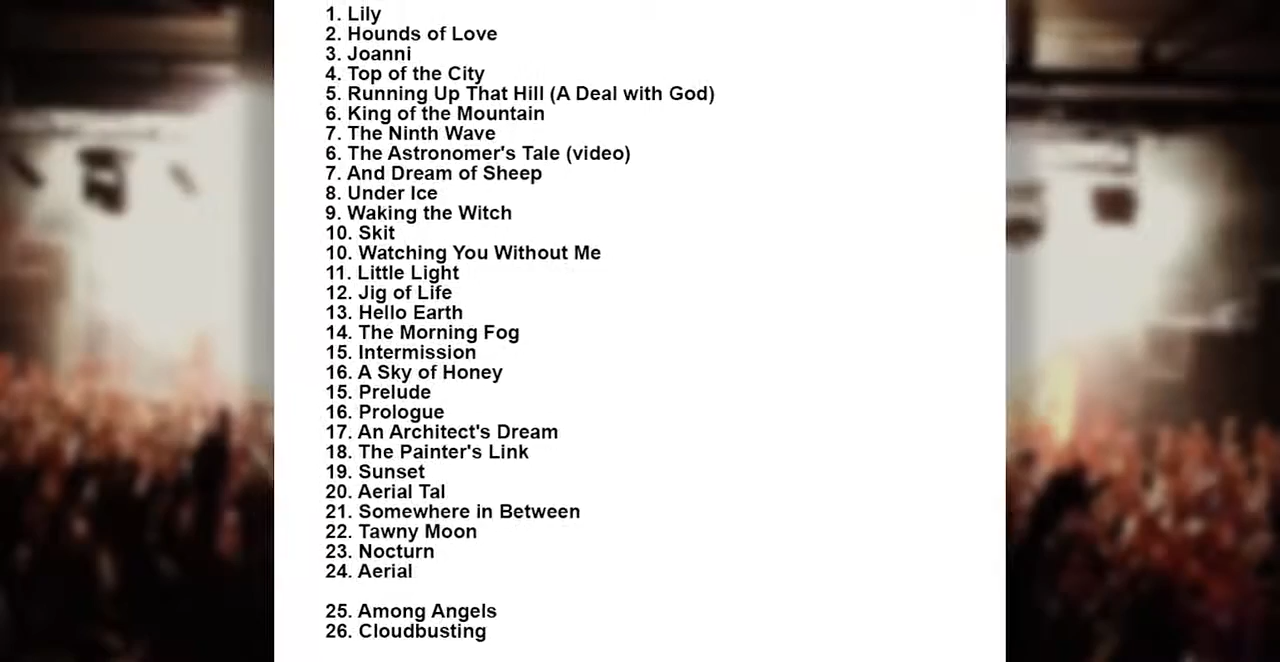 1. Lily
2. Hounds of Love
3. Joanni
4. Top of the City
5. Running Up That Hill (A Deal with God)
6. King of the Mountain
7. The Ninth Wave
6. The Astronomer's Tale (video)
7. And Dream of Sheep
8. Under Ice
9. Waking the Witch
10. Skit
10. Watching You Without Me
11. Little Light
12. Jig of Life
13. Hello Earth
14. The Morning Fog
15. Intermission
16. A Sky of Honey
15. Prelude
16. Prologue
17. An Architect's Dream
18. The Painter's Link
19. Sunset
20. Aerial Tal
21. Somewhere in Between
22. Tawny Moon
23. Nocturn
24. Aerial
25. Among Angels
26. Cloudbusting